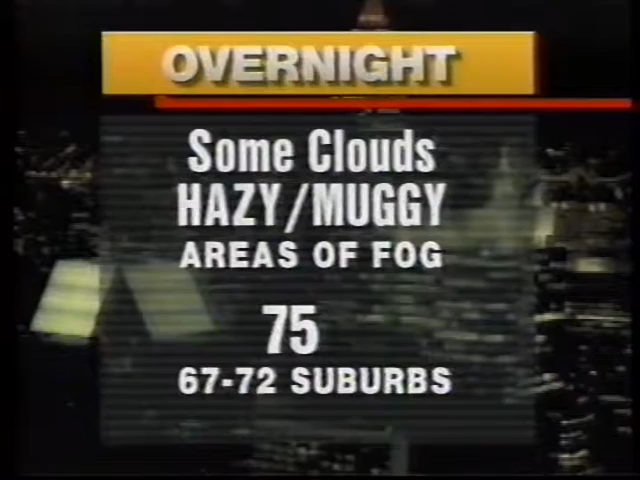 OVERNIGHT
Some Clouds
HAZY/MUGGY
AREAS OF FOG
75
67-72 SUBURBS